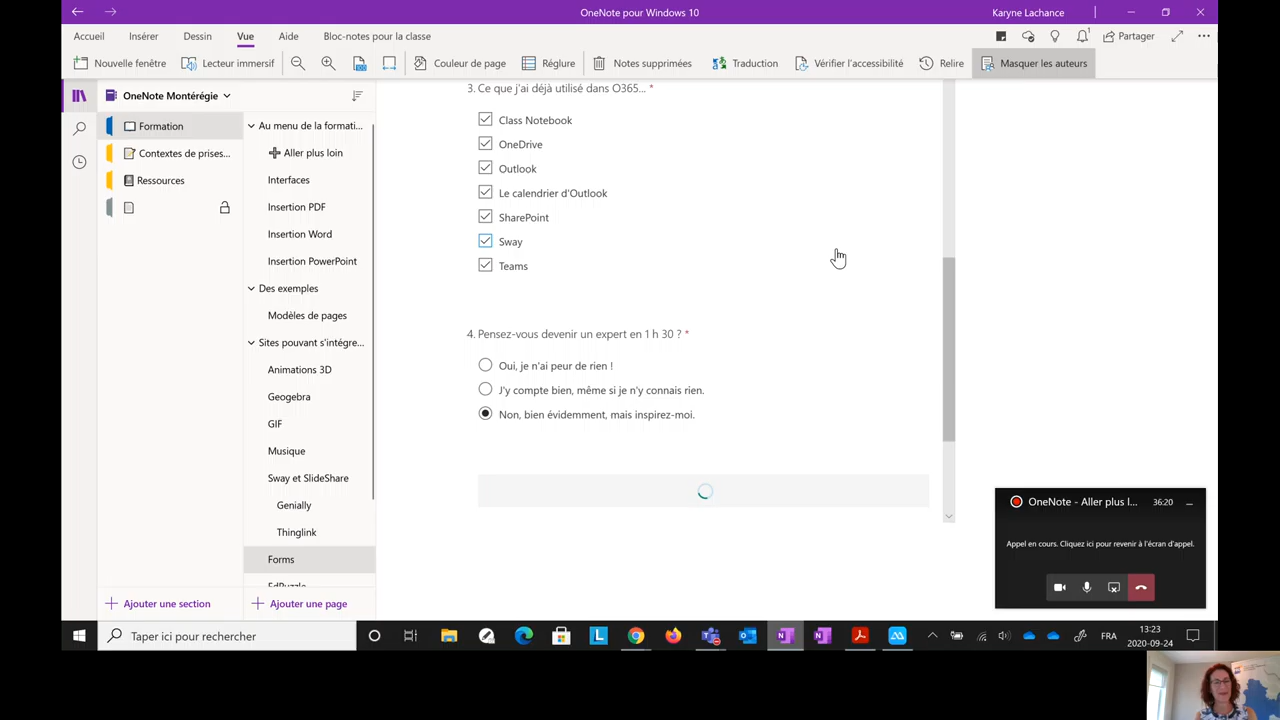 OneNote pour Windows 10
Karyne Lachance
Accueil
Insérer
Dessin
Vue
Aide
Bloc-notes pour la classe
Partager
Nouvelle fenêtre
Lecteur immersif
Couleur de page
Réglure
Notes supprimées
Traduction
Vérifier l'accessibilité
Relire
Masquer les auteurs
OneNote Montérégie
Formation
Contextes de prises...
Ressources
Au menu de la formati...
Aller plus loin
Interfaces
Insertion PDF
Insertion Word
Insertion PowerPoint
Des exemples
Modèles de pages
Sites pouvant s'intégre...
Animations 3D
Geogebra
GIF
Musique
Sway et SlideShare
Genially
Thinglink
Forms
EdPuzzle
Ajouter une section
Ajouter une page
3. Ce que j'ai déjà utilisé dans O365... *
Class Notebook
OneDrive
Outlook
Le calendrier d'Outlook
SharePoint
Sway
Teams
4. Pensez-vous devenir un expert en 1 h 30 ? *
Oui, je n'ai peur de rien !
J'y compte bien, même si je n'y connais rien.
Non, bien évidemment, mais inspirez-moi.
OneNote - Aller plus l...
36:20
Appel en cours. Cliquez ici pour revenir à l'écran d'appel.
Taper ici pour rechercher
FRA
13:23
2020-09-24